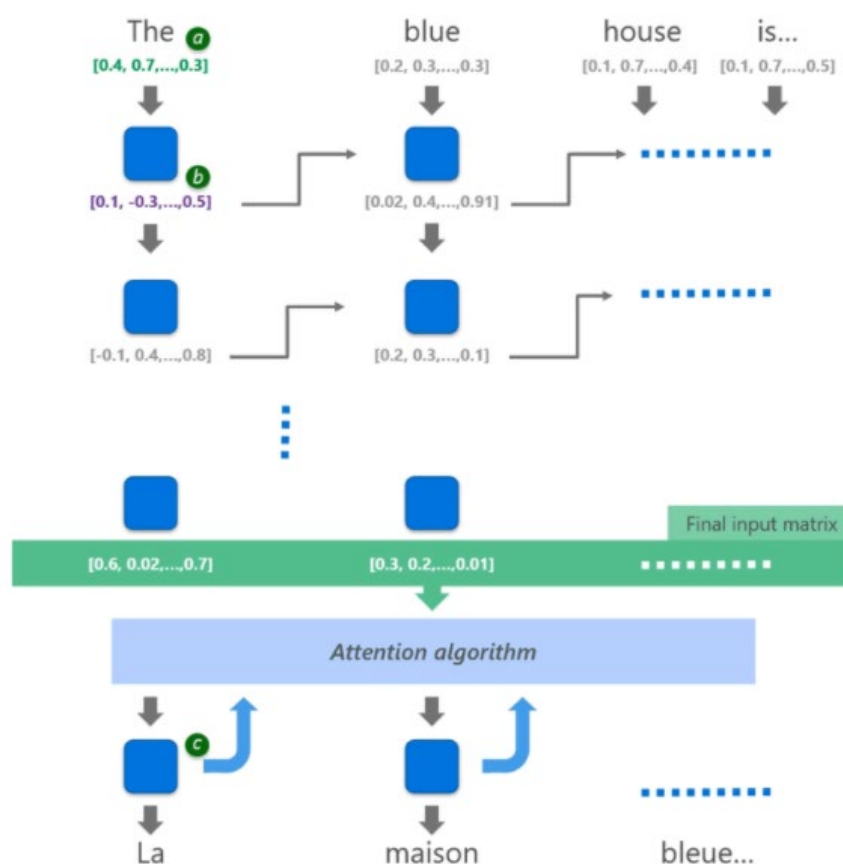 The a blue house is...
[0.4, 0.7,...,0.3] [0.2, 0.3,...,0.3] [0.1, 0.7,...,0.4] [0.1, 0.7,...,0.5]
b
[0.1, -0.3,...,0.5] [0.02, 0.4,...,0.91]
[-0.1, 0.4,...,0.8] [0.2, 0.3,...,0.1]
Final input matrix
[0.6, 0.02,...,0.7] [0.3, 0.2,...,0.01]
Attention algorithm
c
La maison bleue...